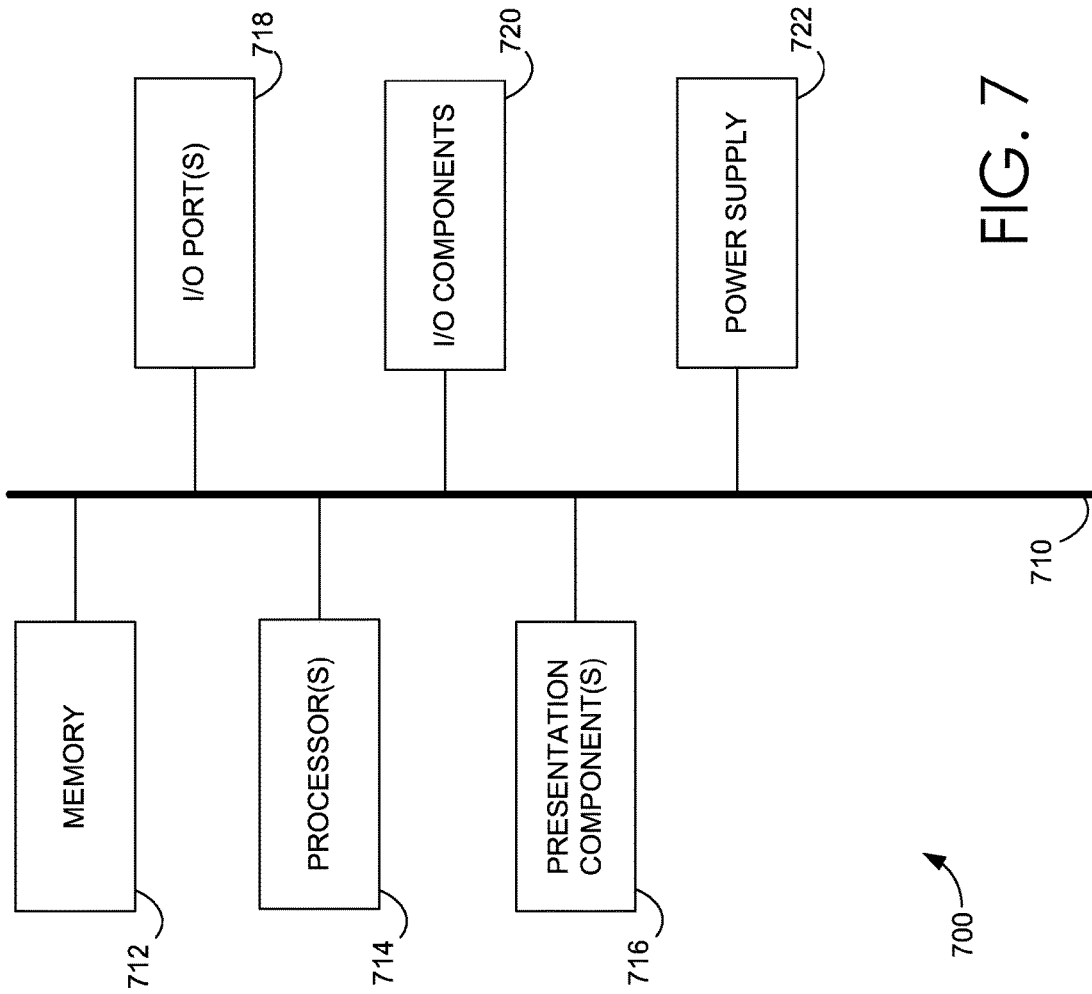 700
MEMORY
712
PROCESSOR(S)
714
PRESENTATION
COMPONENT(S)
716
710
I/O PORT(S)
718
I/O COMPONENTS
720
POWER SUPPLY
722
FIG. 7